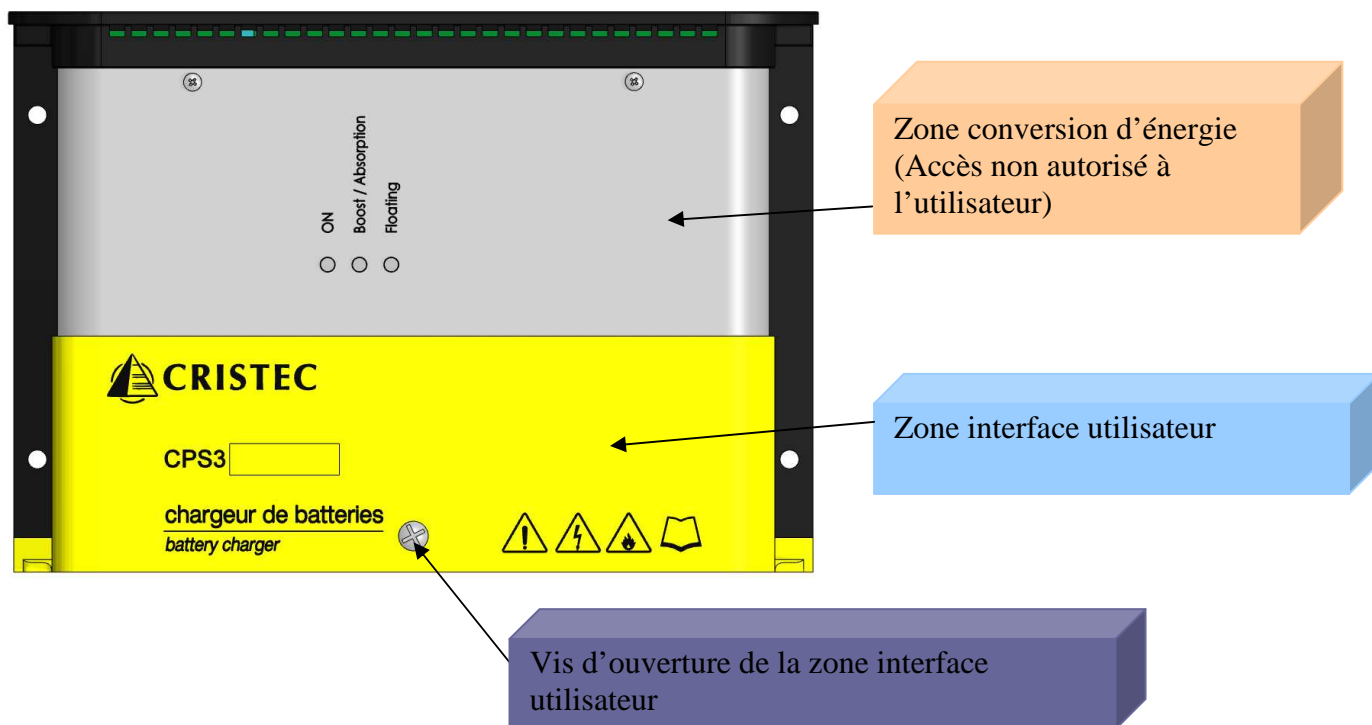 ON
Boost / Absorption
Floating
CRISTEC
CPS3
chargeur de batteries
battery charger
Zone conversion d’énergie
(Accès non autorisé à
l’utilisateur)
Zone interface utilisateur
Vis d’ouverture de la zone interface
utilisateur